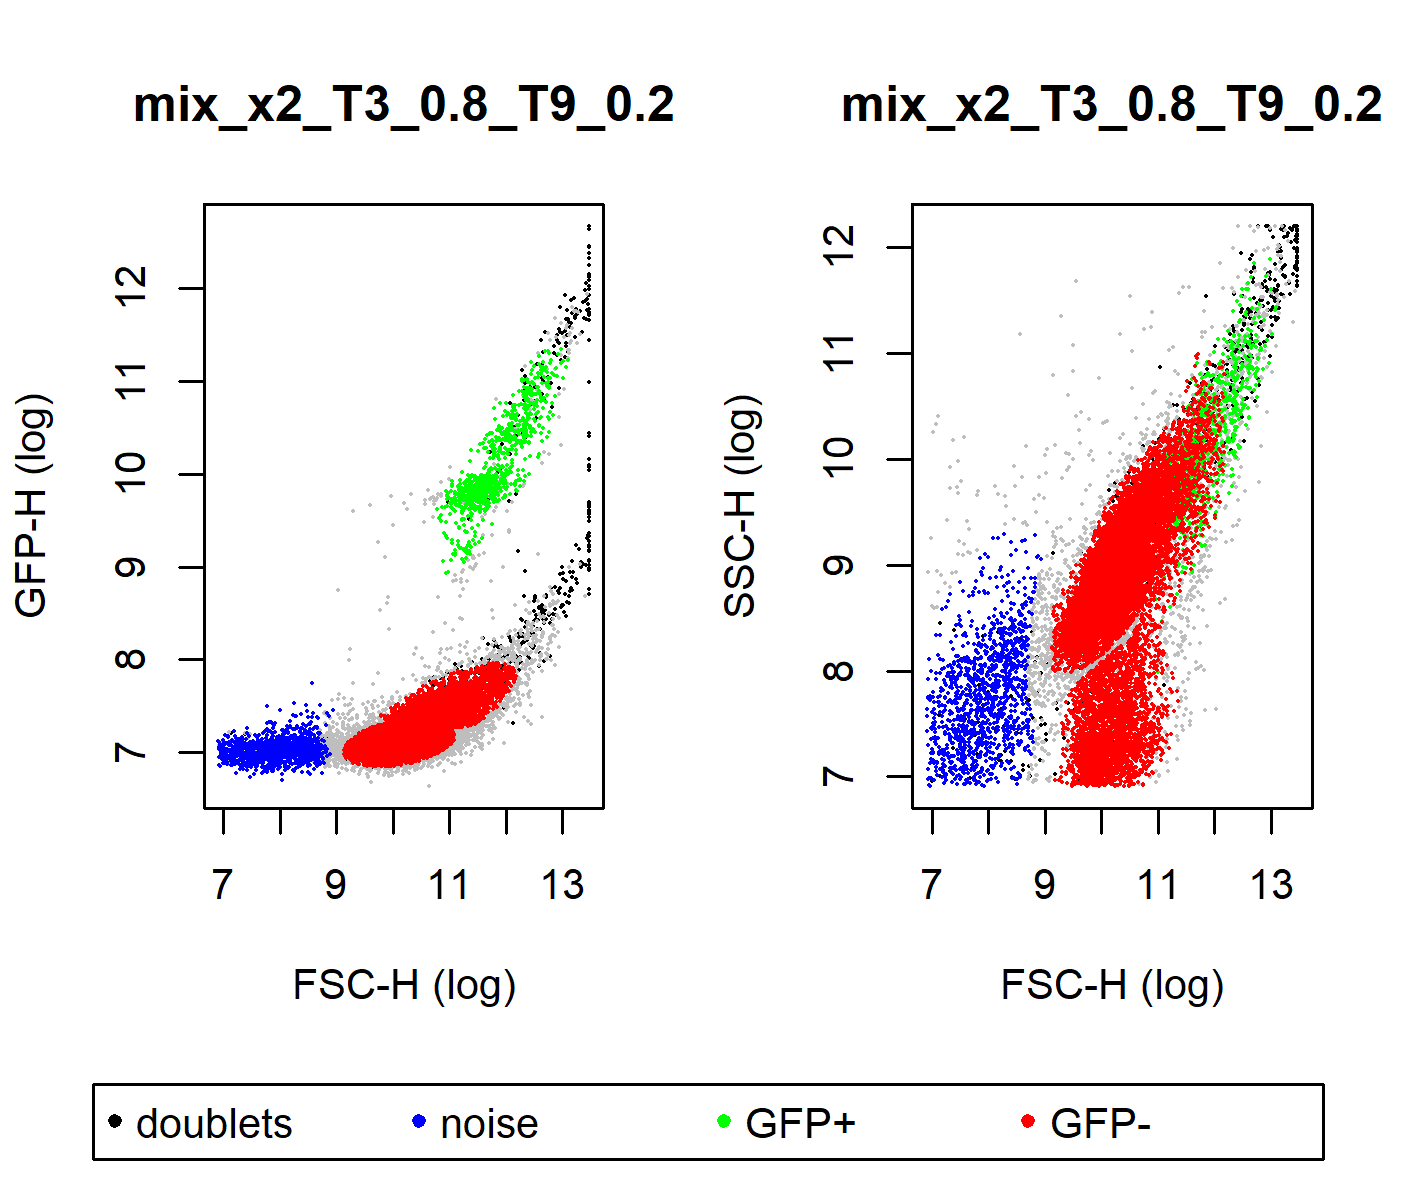 mix_x2_T3_0.8_T9_0.2
GFP-H (log)
12
11
10
9
8
7
7 9 11 13
FSC-H (log)
mix_x2_T3_0.8_T9_0.2
SSC-H (log)
12
11
10
9
8
7
7 9 11 13
FSC-H (log)
doublets noise GFP+ GFP-